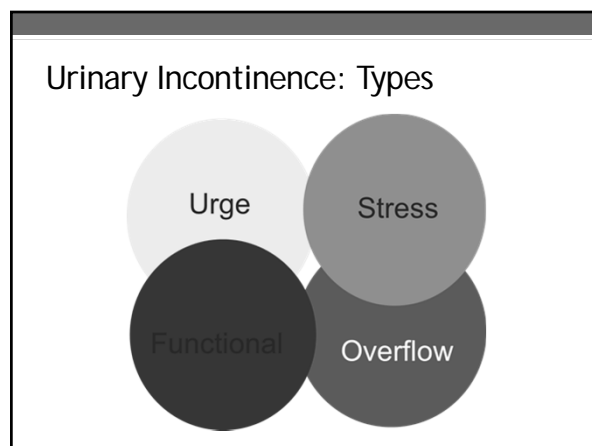 Urinary Incontinence: Types
Urge
Stress
Functional
Overflow